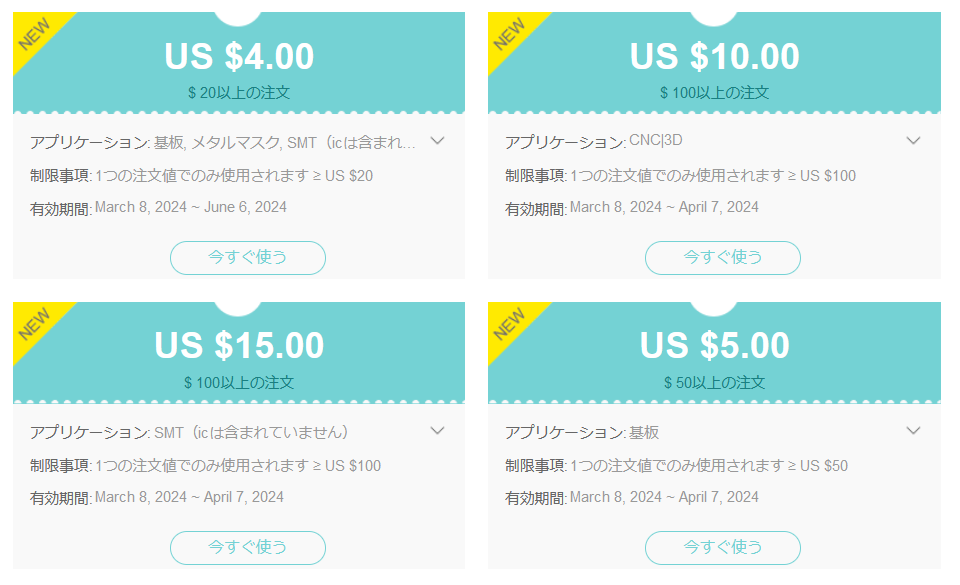 NEW
US $4.00
$ 20以上の注文
アプリケーション: 基板, メタルマスク, SMT（icは含まれ…
制限事項: 1つの注文値でのみ使用されます ≥ US $20
有効期間: March 8, 2024 ~ June 6, 2024
今すぐ使う
NEW
US $10.00
$ 100以上の注文
アプリケーション: CNC|3D
制限事項: 1つの注文値でのみ使用されます ≥ US $100
有効期間: March 8, 2024 ~ April 7, 2024
今すぐ使う
NEW
US $15.00
$ 100以上の注文
アプリケーション: SMT（icは含まれていません）
制限事項: 1つの注文値でのみ使用されます ≥ US $100
有効期間: March 8, 2024 ~ April 7, 2024
今すぐ使う
NEW
US $5.00
$ 50以上の注文
アプリケーション: 基板
制限事項: 1つの注文値でのみ使用されます ≥ US $50
有効期間: March 8, 2024 ~ April 7, 2024
今すぐ使う